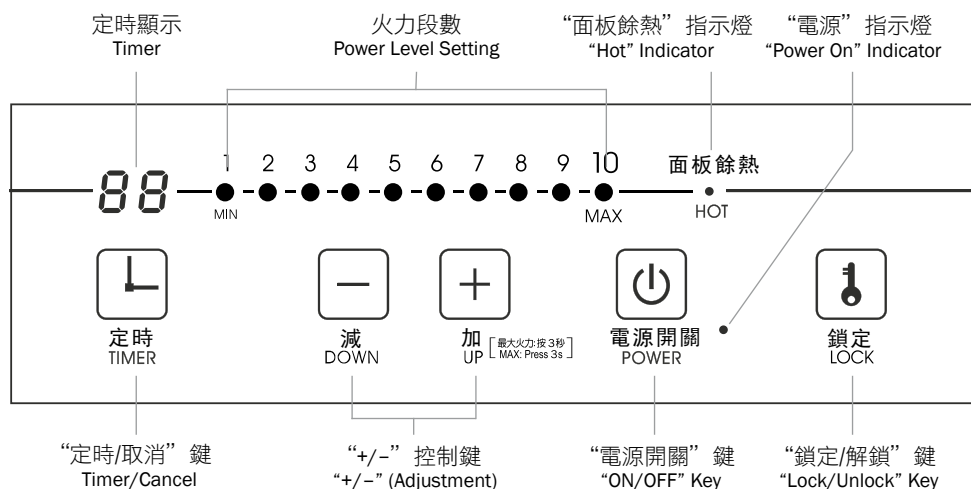 定時顯示
Timer
火力段數
Power Level Setting
“面板餘熱” 指示燈
“Hot” Indicator
“電源” 指示燈
“Power On” Indicator
88
1 2 3 4 5 6 7 8 9 10
MIN
MAX
面板餘熱
HOT
定時
TIMER
減
DOWN
加
UP
最大火力:按3秒
MAX: Press 3s
電源開關
POWER
鎖定
LOCK
“定時/取消” 鍵
Timer/Cancel
“+/−” 控制鍵
“+/−” (Adjustment)
“電源開關” 鍵
“ON/OFF” Key
“鎖定/解鎖” 鍵
“Lock/Unlock” Key